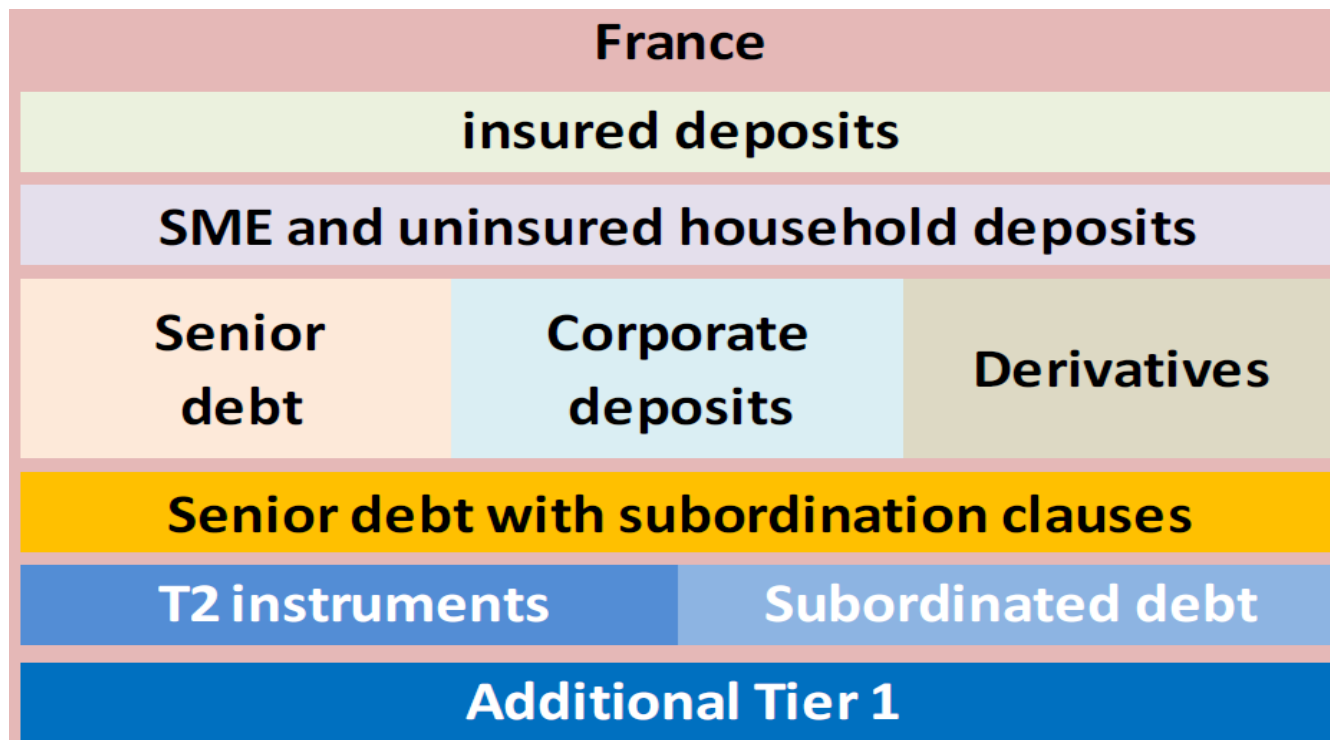 France
insured deposits
SME and uninsured household deposits
Senior
debt
Corporate
deposits
Derivatives
Senior debt with subordination clauses
T2 instruments
Subordinated debt
Additional Tier 1